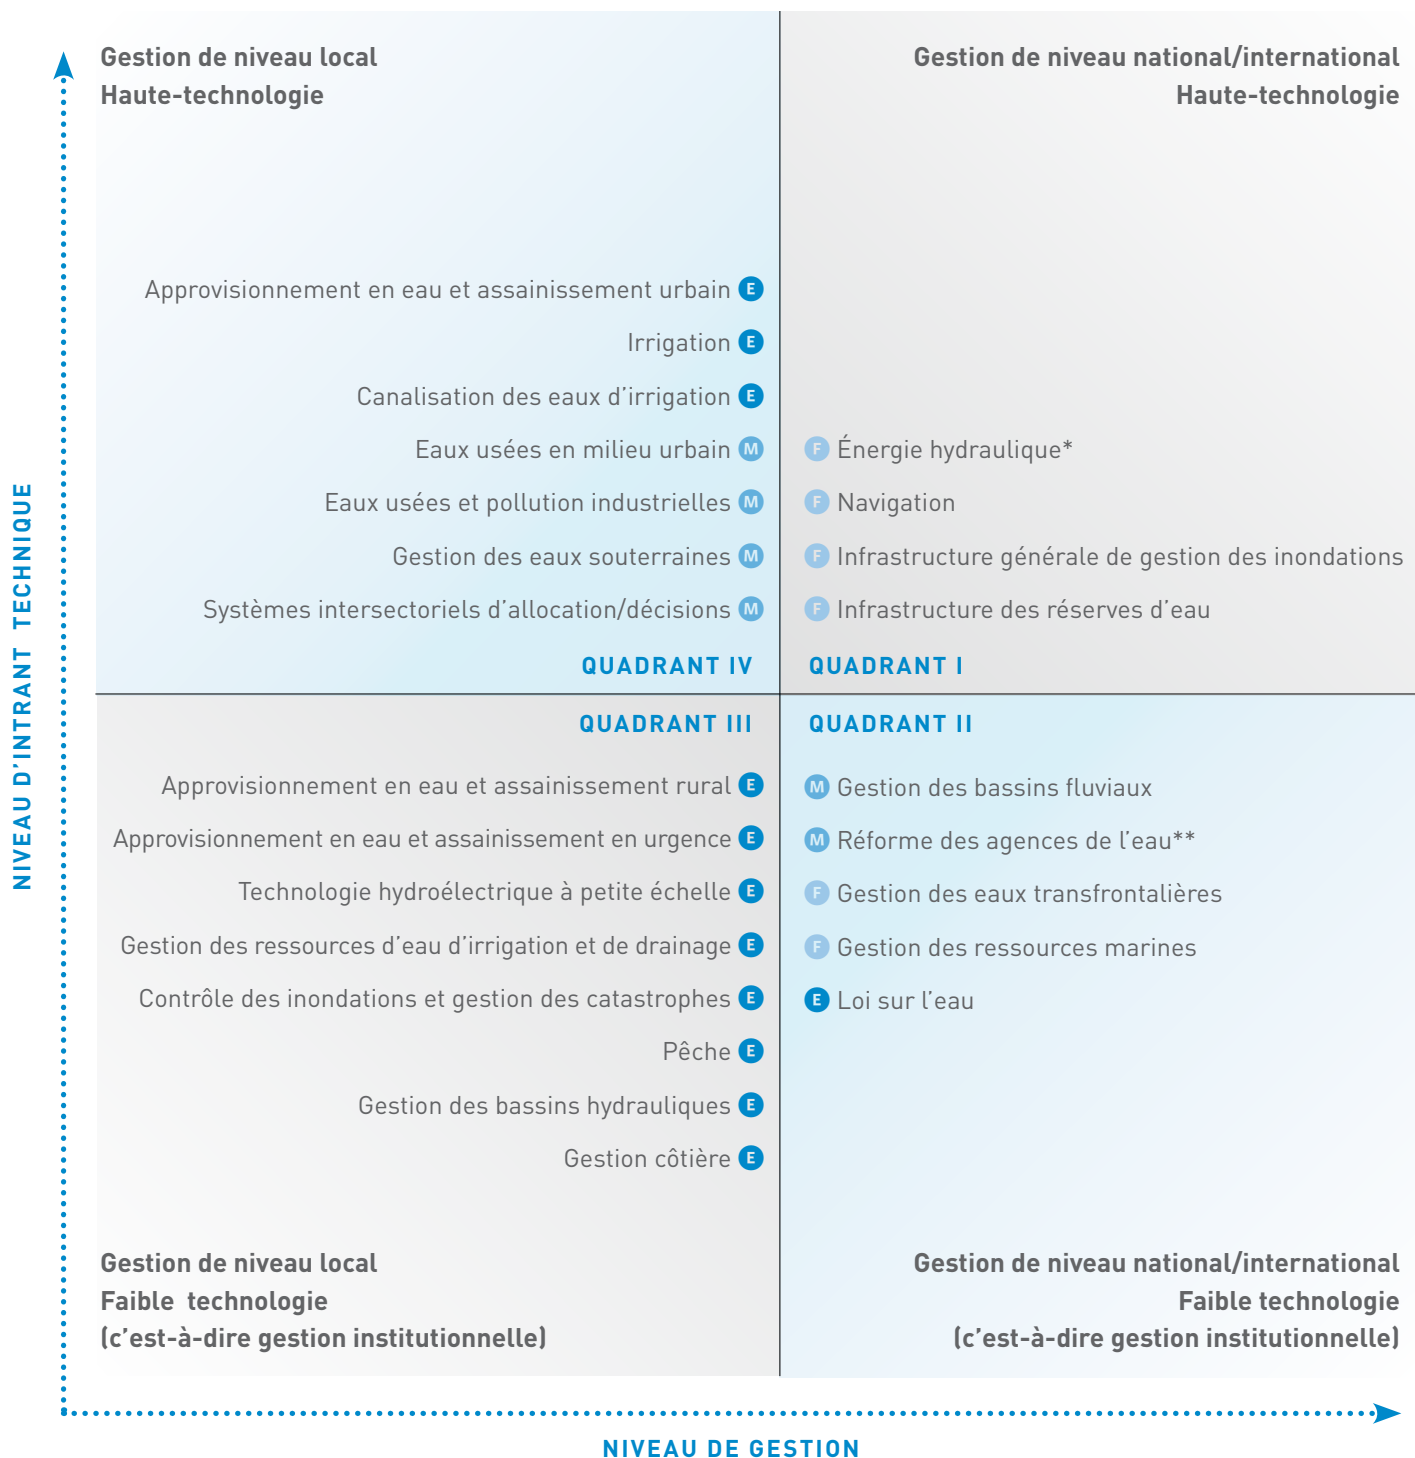 Gestion de niveau local
Haute-technologie
Gestion de niveau national/international
Haute-technologie
NIVEAU D'INTRANT TECHNIQUE
Approvisionnement en eau et assainissement urbain E
Irrigation E
Canalisation des eaux d'irrigation E
Eaux usées en milieu urbain M
Eaux usées et pollution industrielles M
Gestion des eaux souterraines M
Systèmes intersectoriels d'allocation/décisions M
QUADRANT IV
F Énergie hydraulique*
F Navigation
F Infrastructure générale de gestion des inondations
F Infrastructure des réserves d'eau
QUADRANT I
QUADRANT III
Approvisionnement en eau et assainissement rural E
Approvisionnement en eau et assainissement en urgence E
Technologie hydroélectrique à petite échelle E
Gestion des ressources d'eau d'irrigation et de drainage E
Contrôle des inondations et gestion des catastrophes E
Pêche E
Gestion des bassins hydrauliques E
Gestion côtière E
QUADRANT II
M Gestion des bassins fluviaux
M Réforme des agences de l'eau**
F Gestion des eaux transfrontalières
F Gestion des ressources marines
E Loi sur l'eau
Gestion de niveau local
Faible technologie
(c'est-à-dire gestion institutionnelle)
Gestion de niveau national/international
Faible technologie
(c'est-à-dire gestion institutionnelle)
NIVEAU DE GESTION